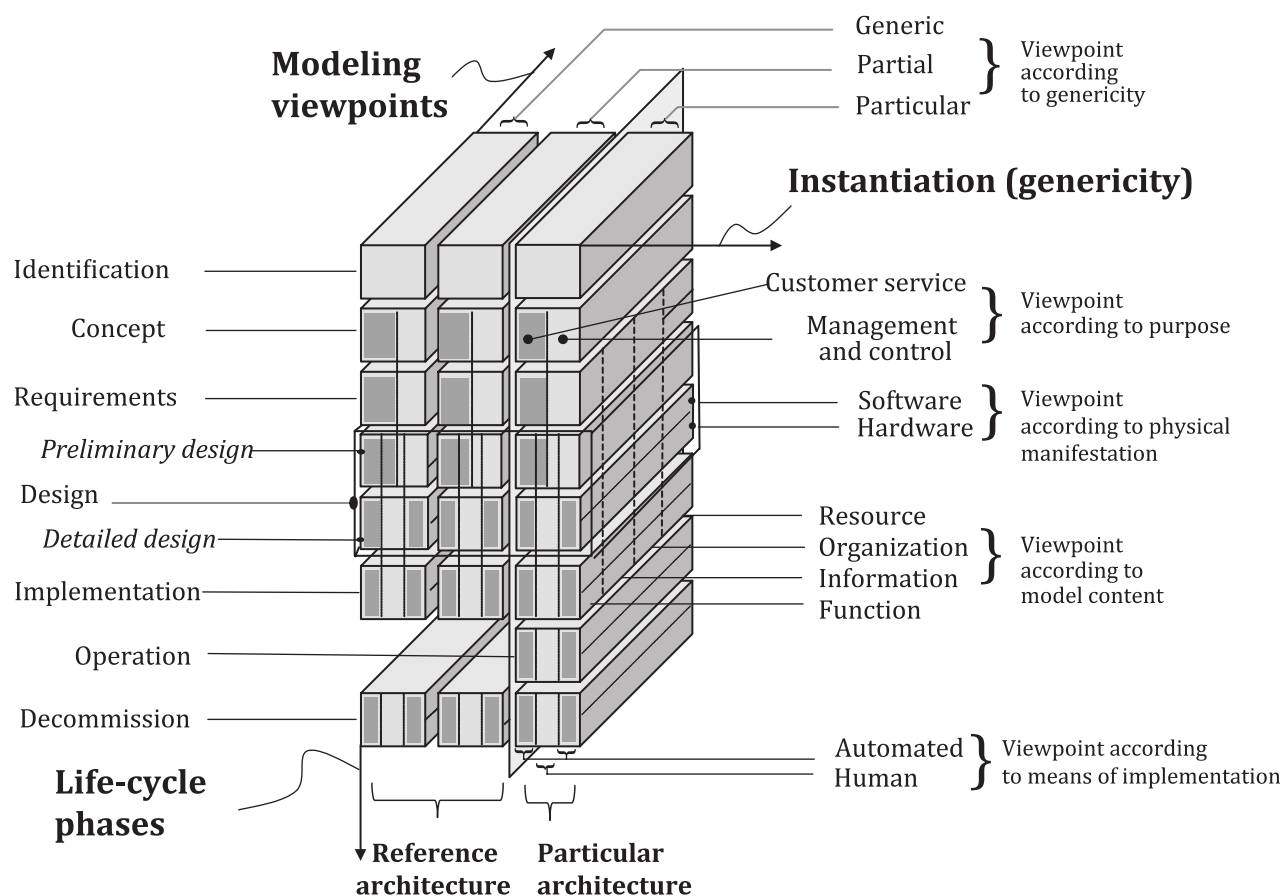 Modeling
viewpoints
Generic
Partial
Particular
Viewpoint
according
to genericity
Instantiation (genericity)
Identification
Concept
Requirements
Preliminary design
Design
Detailed design
Implementation
Operation
Decommission
Customer service
Management
and control
Viewpoint
according to purpose
Software
Hardware
Viewpoint
according to physical
manifestation
Resource
Organization
Information
Function
Viewpoint
according to
model content
Automated
Human
Viewpoint according
to means of implementation
Life-cycle
phases
Reference
architecture
Particular
architecture